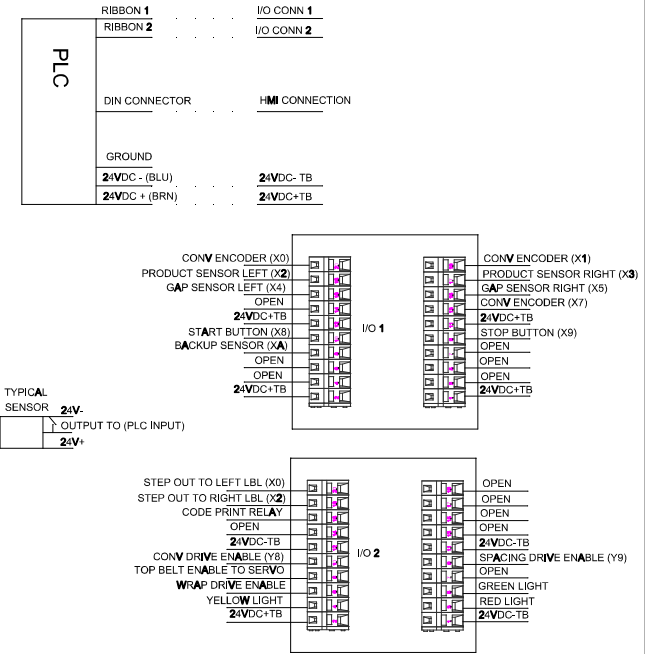 RIBBON 1 I/O CONN 1
RIBBON 2 I/O CONN 2
PLC
DIN CONNECTOR HMI CONNECTION
GROUND
24VDC - (BLU) 24VDC- TB
24VDC + (BRN) 24VDC+TB
CONV ENCODER (X0)
PRODUCT SENSOR LEFT (X2)
GAP SENSOR LEFT (X4)
OPEN
24VDC+TB
START BUTTON (X8)
BACKUP SENSOR (XA)
OPEN
OPEN
24VDC+TB
I/O 1
CONV ENCODER (X1)
PRODUCT SENSOR RIGHT (X3)
GAP SENSOR RIGHT (X5)
CONV ENCODER (X7)
24VDC+TB
STOP BUTTON (X9)
OPEN
OPEN
OPEN
24VDC+TB
TYPICAL
SENSOR
24V-
OUTPUT TO (PLC INPUT)
24V+
STEP OUT TO LEFT LBL (X0)
STEP OUT TO RIGHT LBL (X2)
CODE PRINT RELAY
OPEN
24VDC-TB
CONV DRIVE ENABLE (Y8)
TOP BELT ENABLE TO SERVO
WRAP DRIVE ENABLE
YELLOW LIGHT
24VDC+TB
I/O 2
OPEN
OPEN
OPEN
OPEN
24VDC-TB
SPACING DRIVE ENABLE (Y9)
OPEN
GREEN LIGHT
RED LIGHT
24VDC-TB